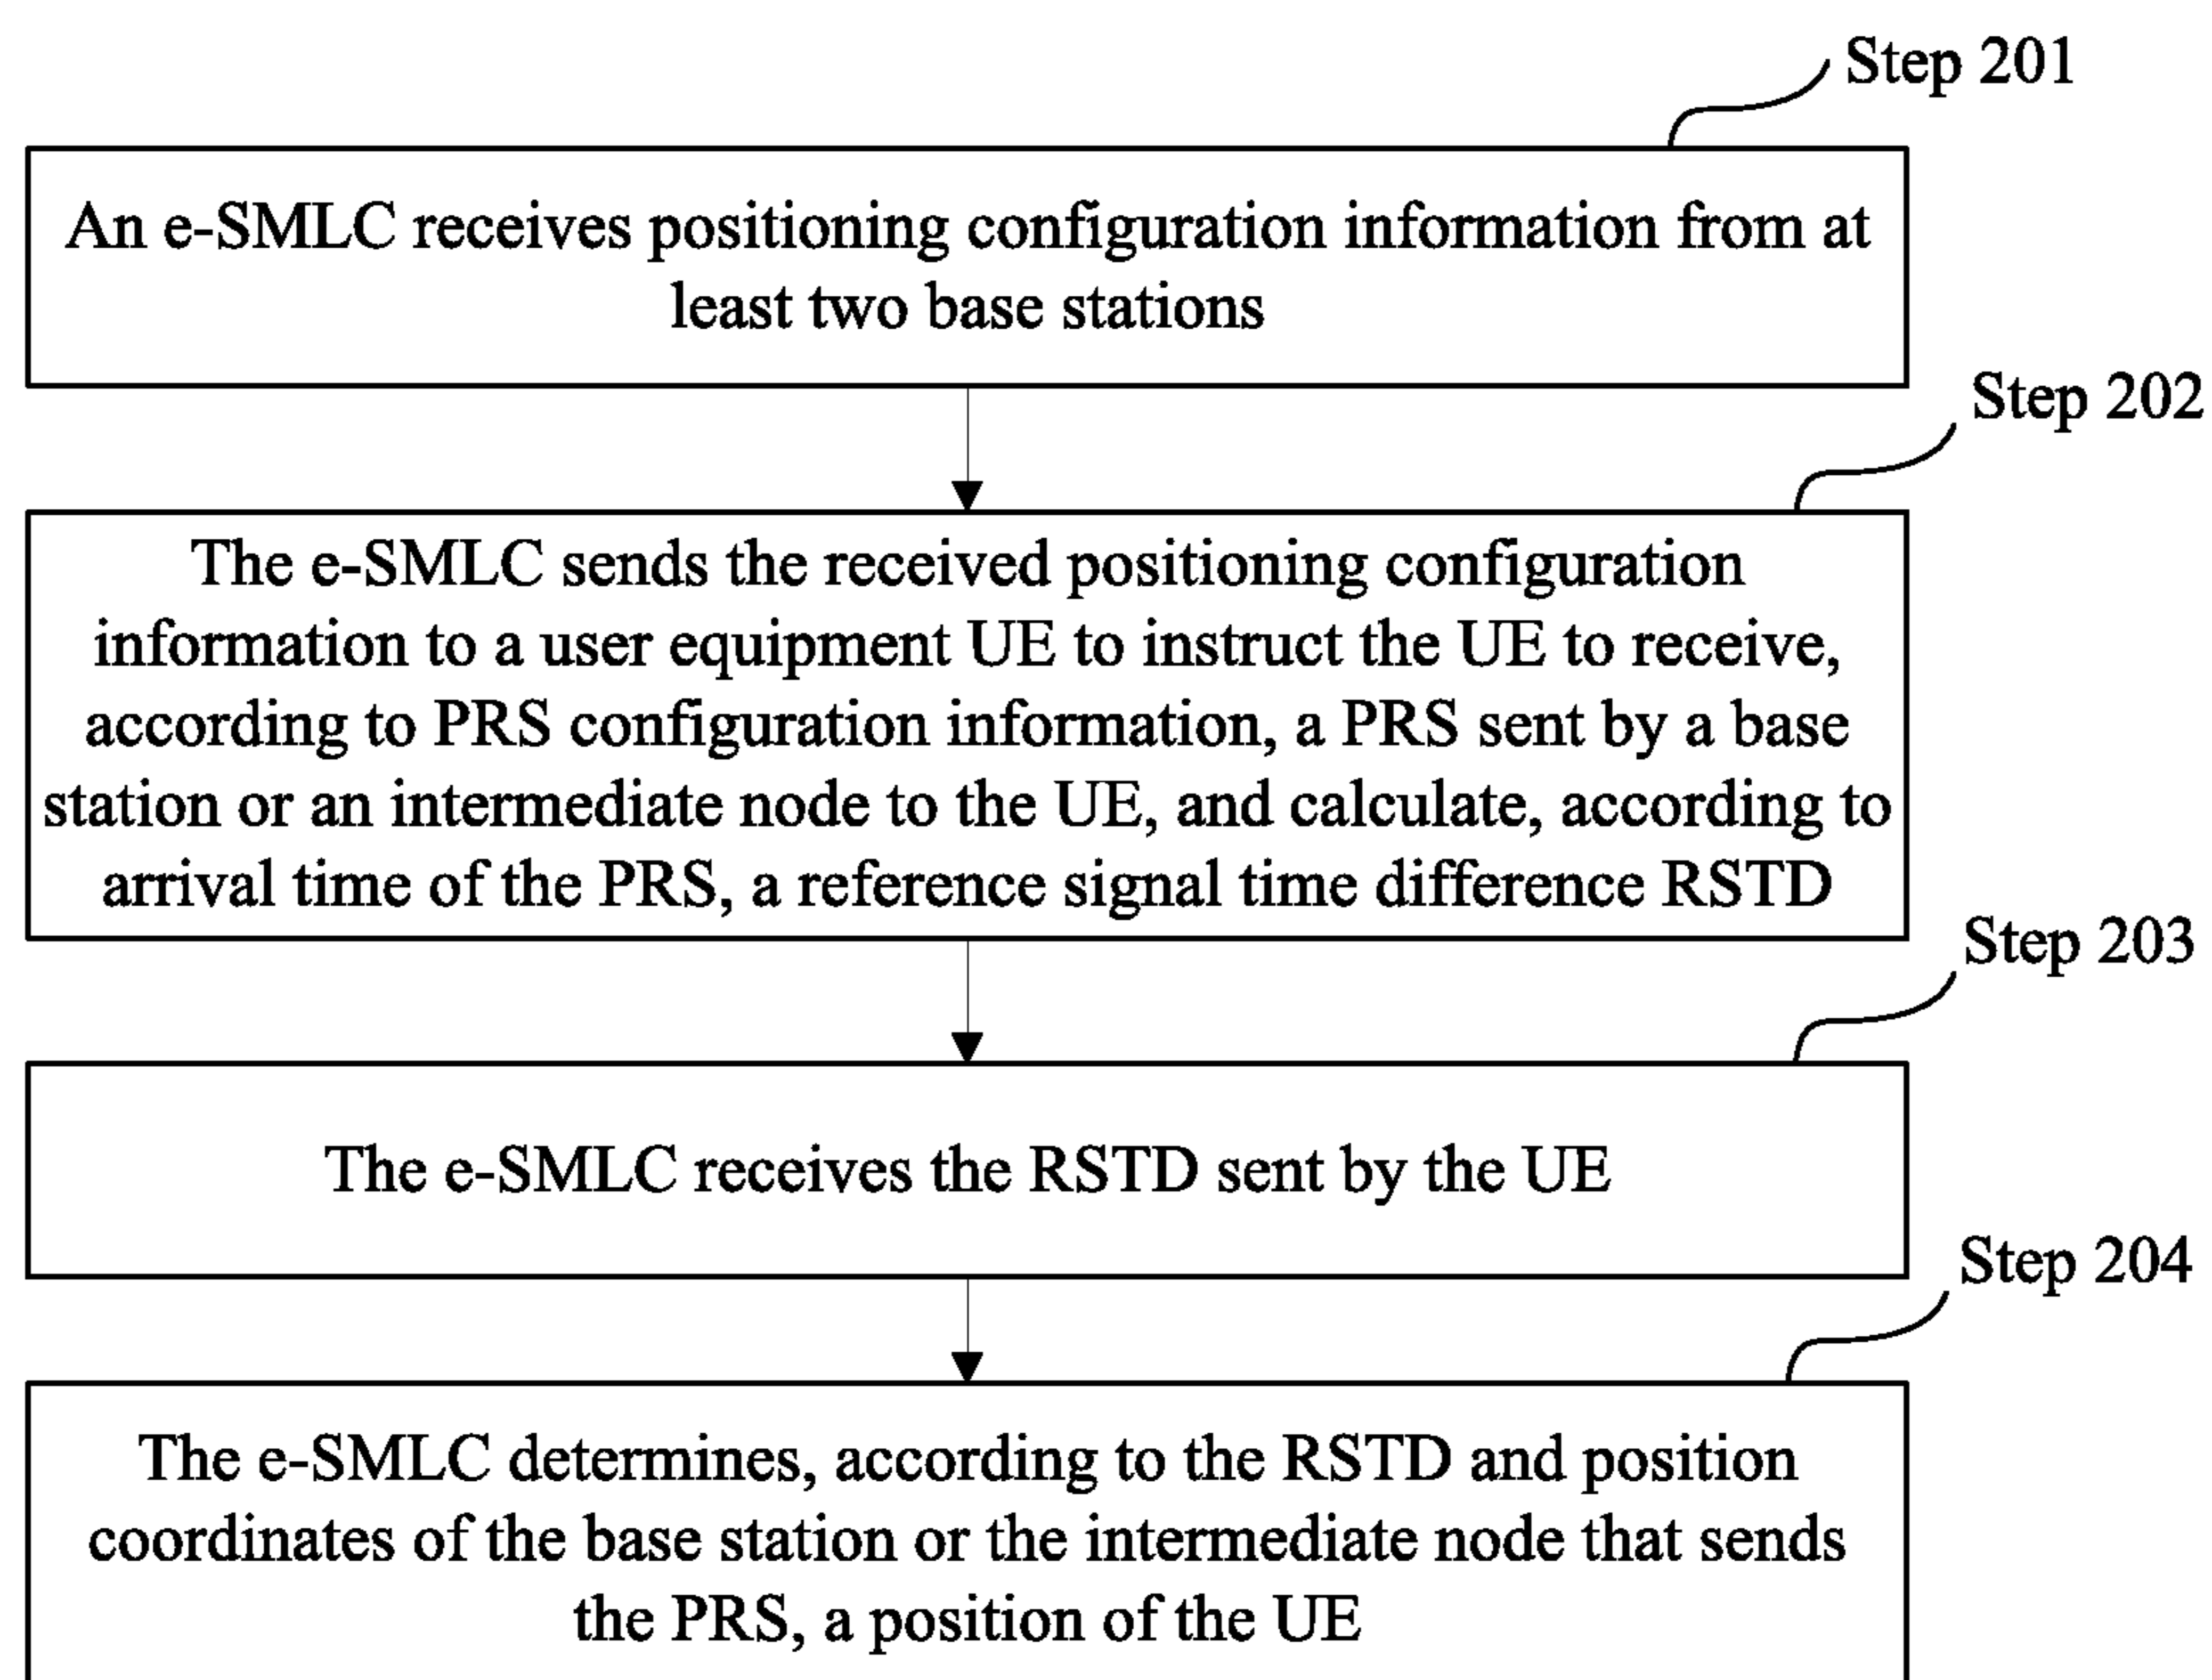 Step 201
An e-SMLC receives positioning configuration information from at
least two base stations
Step 202
The e-SMLC sends the received positioning configuration
information to a user equipment UE to instruct the UE to receive,
according to PRS configuration information, a PRS sent by a base
station or an intermediate node to the UE, and calculate, according to
arrival time of the PRS, a reference signal time difference RSTD
Step 203
The e-SMLC receives the RSTD sent by the UE
Step 204
The e-SMLC determines, according to the RSTD and position
coordinates of the base station or the intermediate node that sends
the PRS, a position of the UE